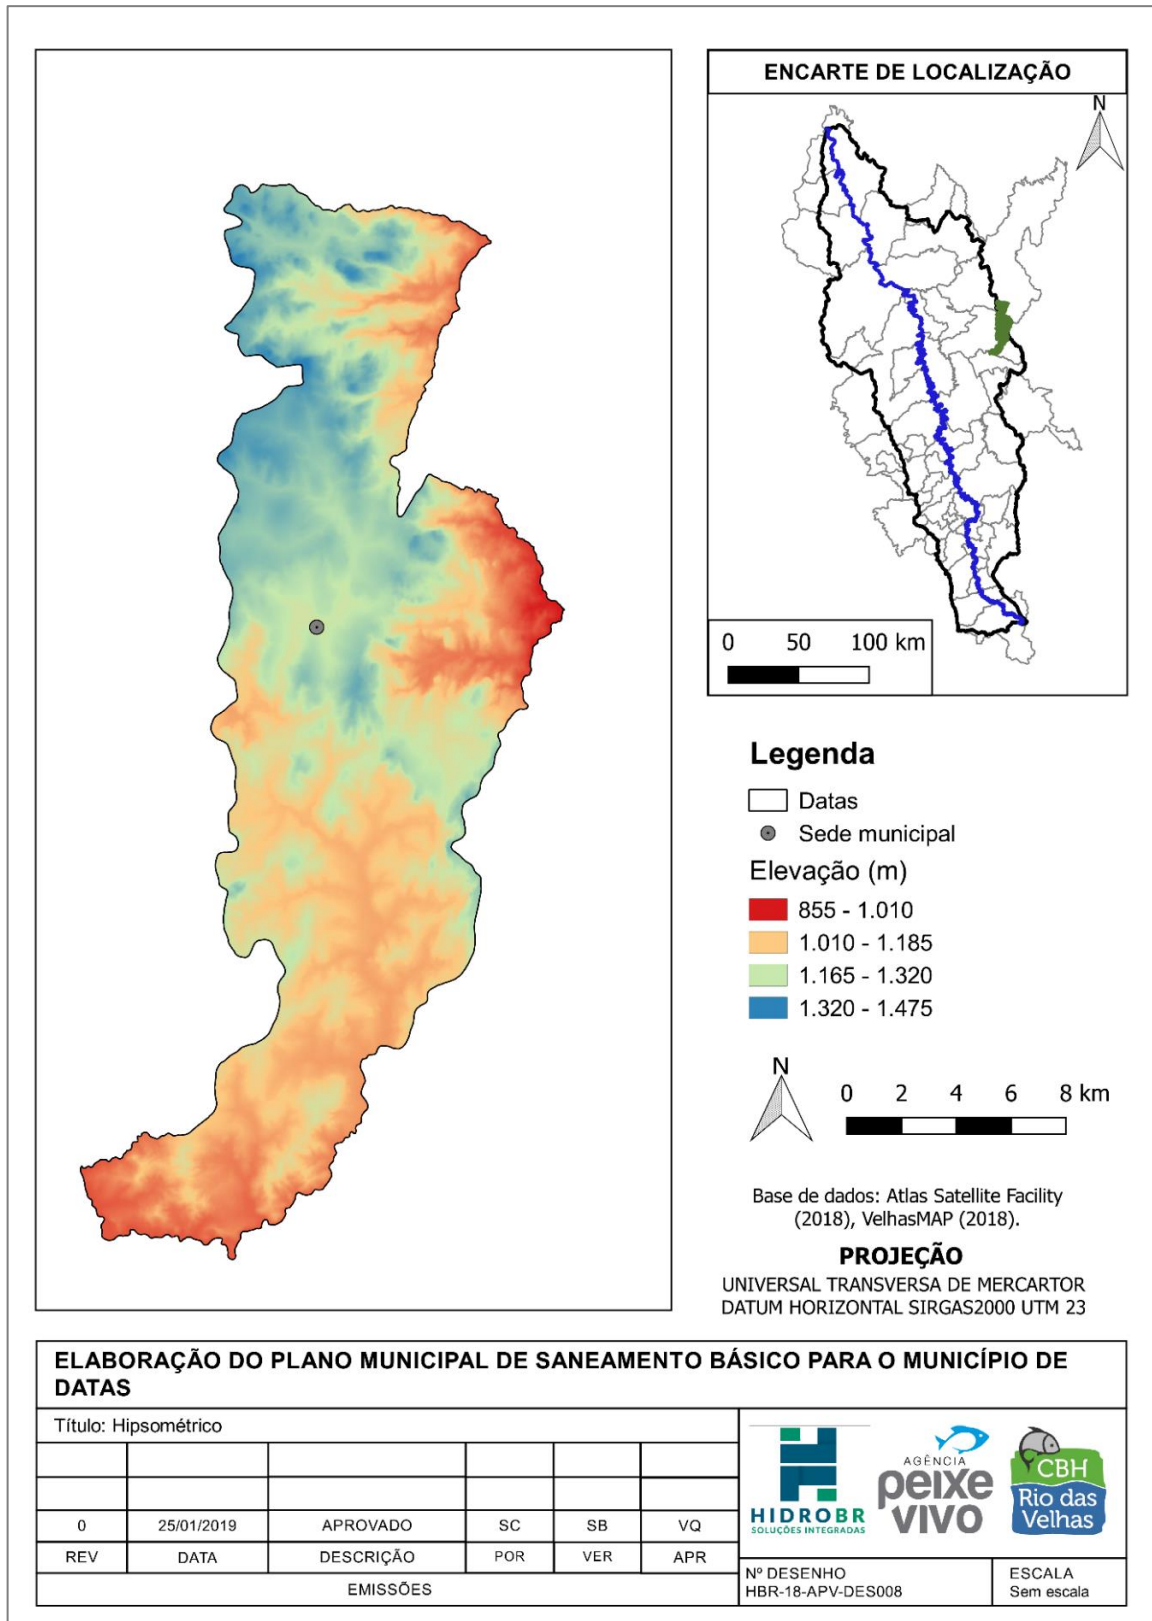 ENCARTE DE LOCALIZAÇÃO
N
0 50 100 km
Legenda
Datas
Sede municipal
Elevação (m)
855 - 1.010
1.010 - 1.185
1.165 - 1.320
1.320 - 1.475
N
0 2 4 6 8 km
Base de dados: Atlas Satellite Facility
(2018), VelhasMAP (2018).
PROJEÇÃO
UNIVERSAL TRANSVERSA DE MERCARTOR
DATUM HORIZONTAL SIRGAS2000 UTM 23
ELABORAÇÃO DO PLANO MUNICIPAL DE SANEAMENTO BÁSICO PARA O MUNICÍPIO DE
DATAS
Título: Hipsométrico
0 25/01/2019 APROVADO SC SB VQ
REV DATA DESCRIÇÃO POR VER APR
EMISSÕES
HIDROBR
SOLUÇÕES INTEGRADAS
AGÊNCIA
peixe
vivo
CBH
Rio das
Velhas
Nº DESENHO
HBR-18-APV-DES008
ESCALA
Sem escala